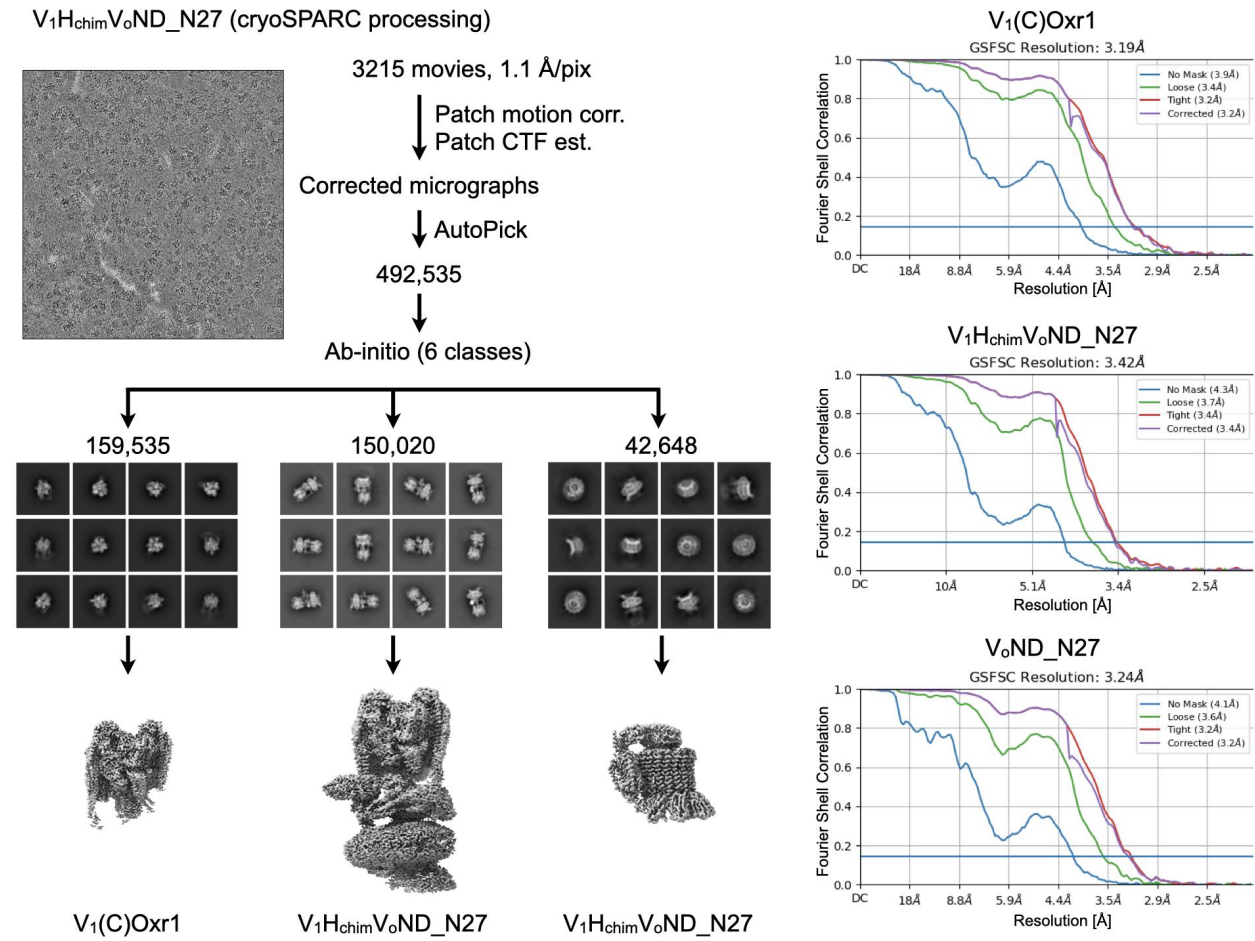 V₁H_chimV_oND_N27 (cryoSPARC processing)
3215 movies, 1.1 Å/pix
Patch motion corr.
Patch CTF est.
Corrected micrographs
AutoPick
492,535
Ab-initio (6 classes)
159,535
150,020
42,648
V₁(C)Oxr1
V₁H_chimV_oND_N27
V₁H_chimV_oND_N27
V₁(C)Oxr1
GSFSC Resolution: 3.19Å
No Mask (3.9Å)
Loose (3.4Å)
Tight (3.2Å)
Corrected (3.2Å)
Fourier Shell Correlation
1.0
0.8
0.6
0.4
0.2
0.0
DC 18Å 8.8Å 5.9Å 4.4Å 3.5Å 2.9Å 2.5Å
Resolution [Å]
V₁H_chimV_oND_N27
GSFSC Resolution: 3.42Å
No Mask (4.3Å)
Loose (3.7Å)
Tight (3.4Å)
Corrected (3.4Å)
Fourier Shell Correlation
1.0
0.8
0.6
0.4
0.2
0.0
DC 10Å 5.1Å 3.4Å 2.5Å
Resolution [Å]
V_oND_N27
GSFSC Resolution: 3.24Å
No Mask (4.1Å)
Loose (3.6Å)
Tight (3.2Å)
Corrected (3.2Å)
Fourier Shell Correlation
1.0
0.8
0.6
0.4
0.2
0.0
DC 18Å 8.8Å 5.9Å 4.4Å 3.5Å 2.9Å 2.5Å
Resolution [Å]